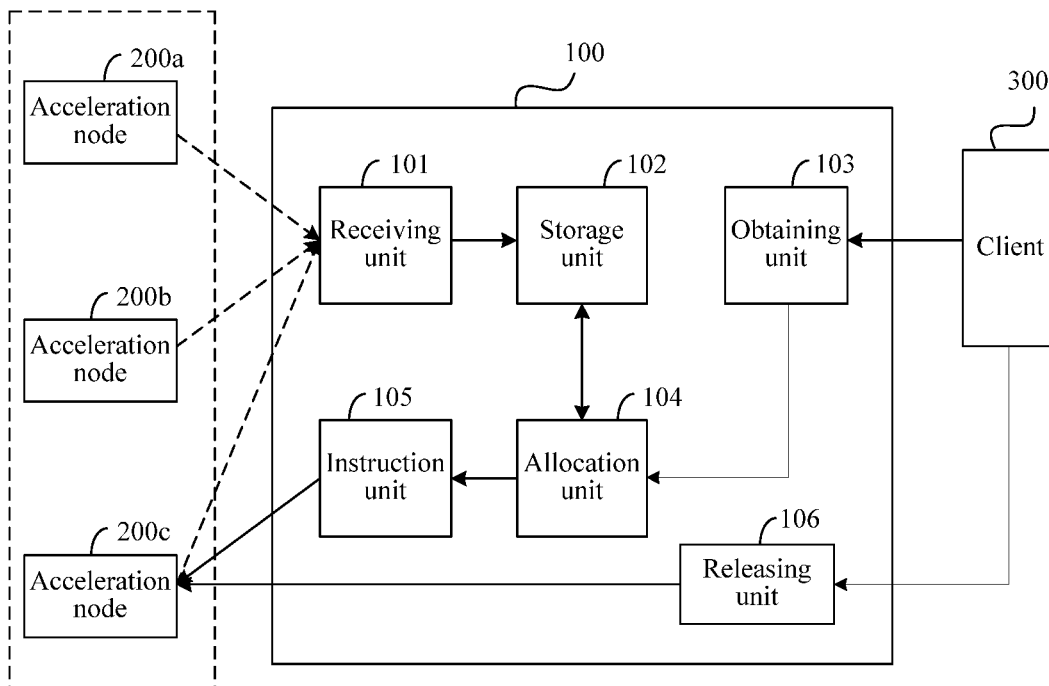 200a
Acceleration
node
200b
Acceleration
node
200c
Acceleration
node
100
101
Receiving
unit
102
Storage
unit
103
Obtaining
unit
105
Instruction
unit
104
Allocation
unit
106
Releasing
unit
300
Client